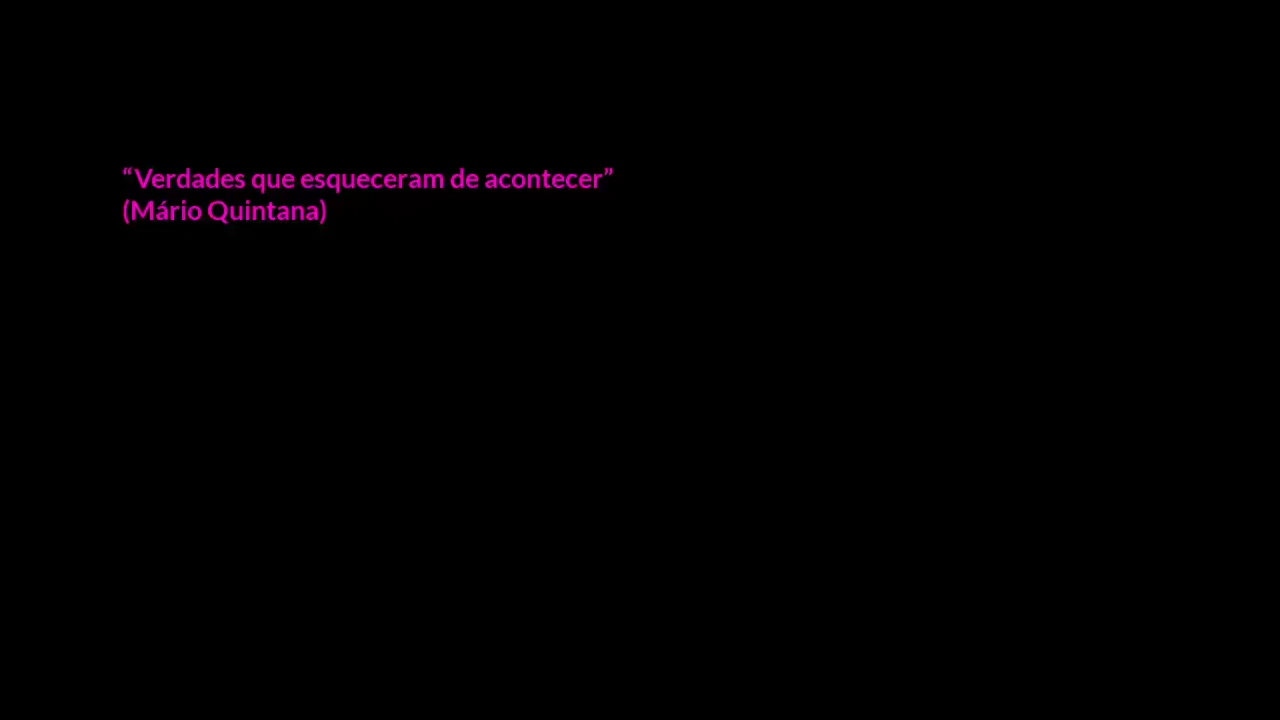 “Verdades que esqueceram de acontecer”
(Mário Quintana)